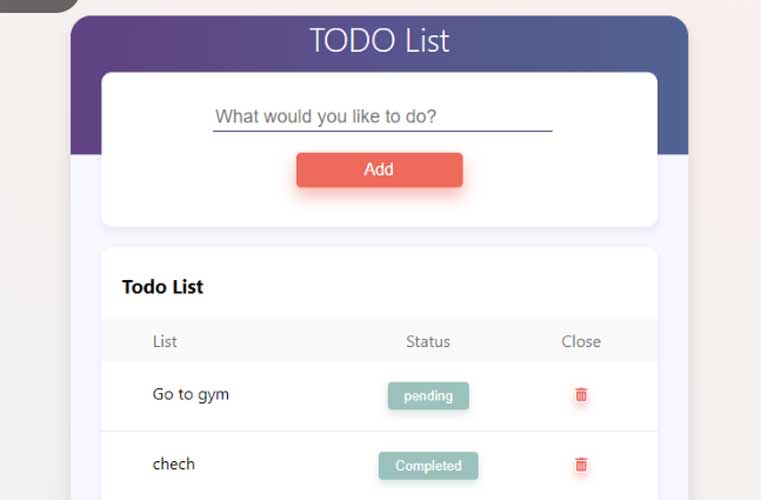 TODO List
What would you like to do?
Add
Todo List
List Status Close
Go to gym pending
chech Completed